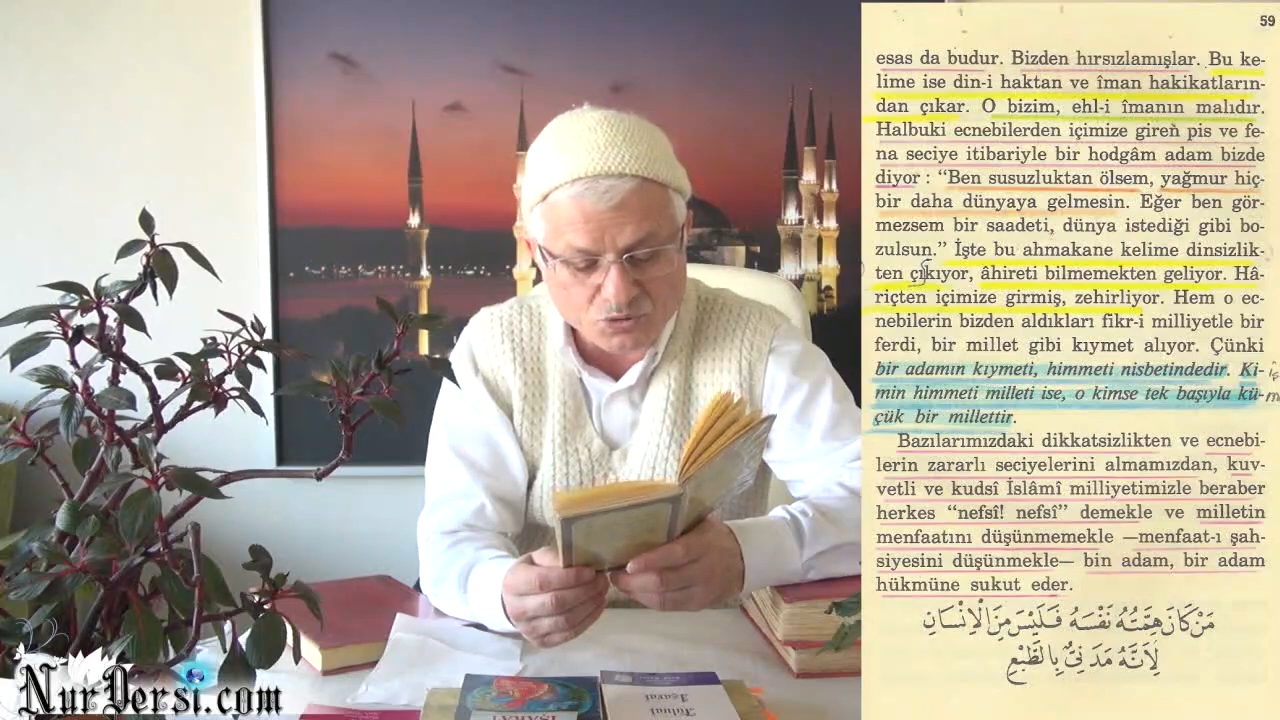 59
esas da budur. Bizden hırsızlamışlar. Bu ke-
lime ise din-i haktan ve îman hakikatların-
dan çıkar. O bizim, ehl-i îmanın malıdır.
Halbuki ecnebilerden içimize giren pis ve fe-
na seciye itibariyle bir hodgâm adam bizde
diyor : “Ben susuzluktan ölsem, yağmur hiç-
bir daha dünyaya gelmesin. Eğer ben gör-
mezsem bir saadeti, dünya istediği gibi bo-
zulsun.” İşte bu ahmakane kelime dinsizlik-
ten çıkıyor, âhireti bilmemekten geliyor. Hâ-
riçten içimize girmiş, zehirliyor. Hem o ec-
nebilerin bizden aldıkları fikr-i milliyetle bir
ferdi, bir millet gibi kıymet alıyor. Çünki
bir adamın kıymeti, himmeti nisbetindedir. Ki-
min himmeti milleti ise, o kimse tek başıyla kü-
çük bir millettir.
Bazılarımızdaki dikkatsizlikten ve ecnebi-
lerin zararlı seciyelerini almamızdan, kuv-
vetli ve kudsî İslâmî milliyetimizle beraber
herkes “nefsî! nefsî” demekle ve milletin
menfaatını düşünmemekle —menfaat-ı şah-
siyesini düşünmekle— bin adam, bir adam
hükmüne sukut eder.
مَنْ كَانَ هِمَّتُهُ نَفْسَهُ فَلَيْسَ مِنَ الْاِنْسَانِ
لِاَنَّهُ مَدَنِىٌّ بِالطَّبْعِ
NurDersi.com
İŞARAT
Tuluat
İşarat